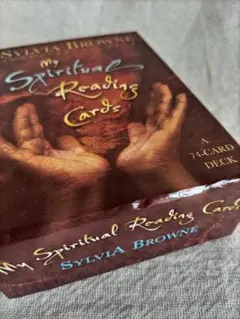 SYLVIA BROWNE
My
Spiritual
Reading
Cards
A
74-CARD
DECK
My Spiritual Reading Cards
SYLVIA BROWNE